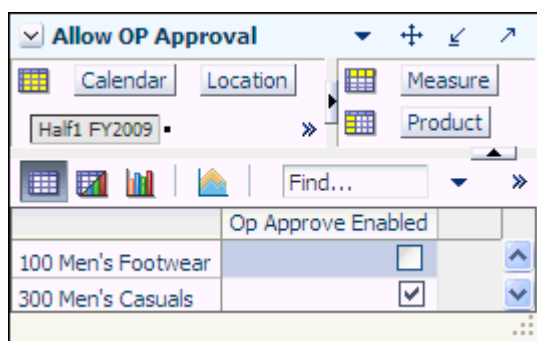 Allow OP Approval
Calendar Location Measure
Half1 FY2009 Product
Find...
Op Approve Enabled
100 Men's Footwear
300 Men's Casuals